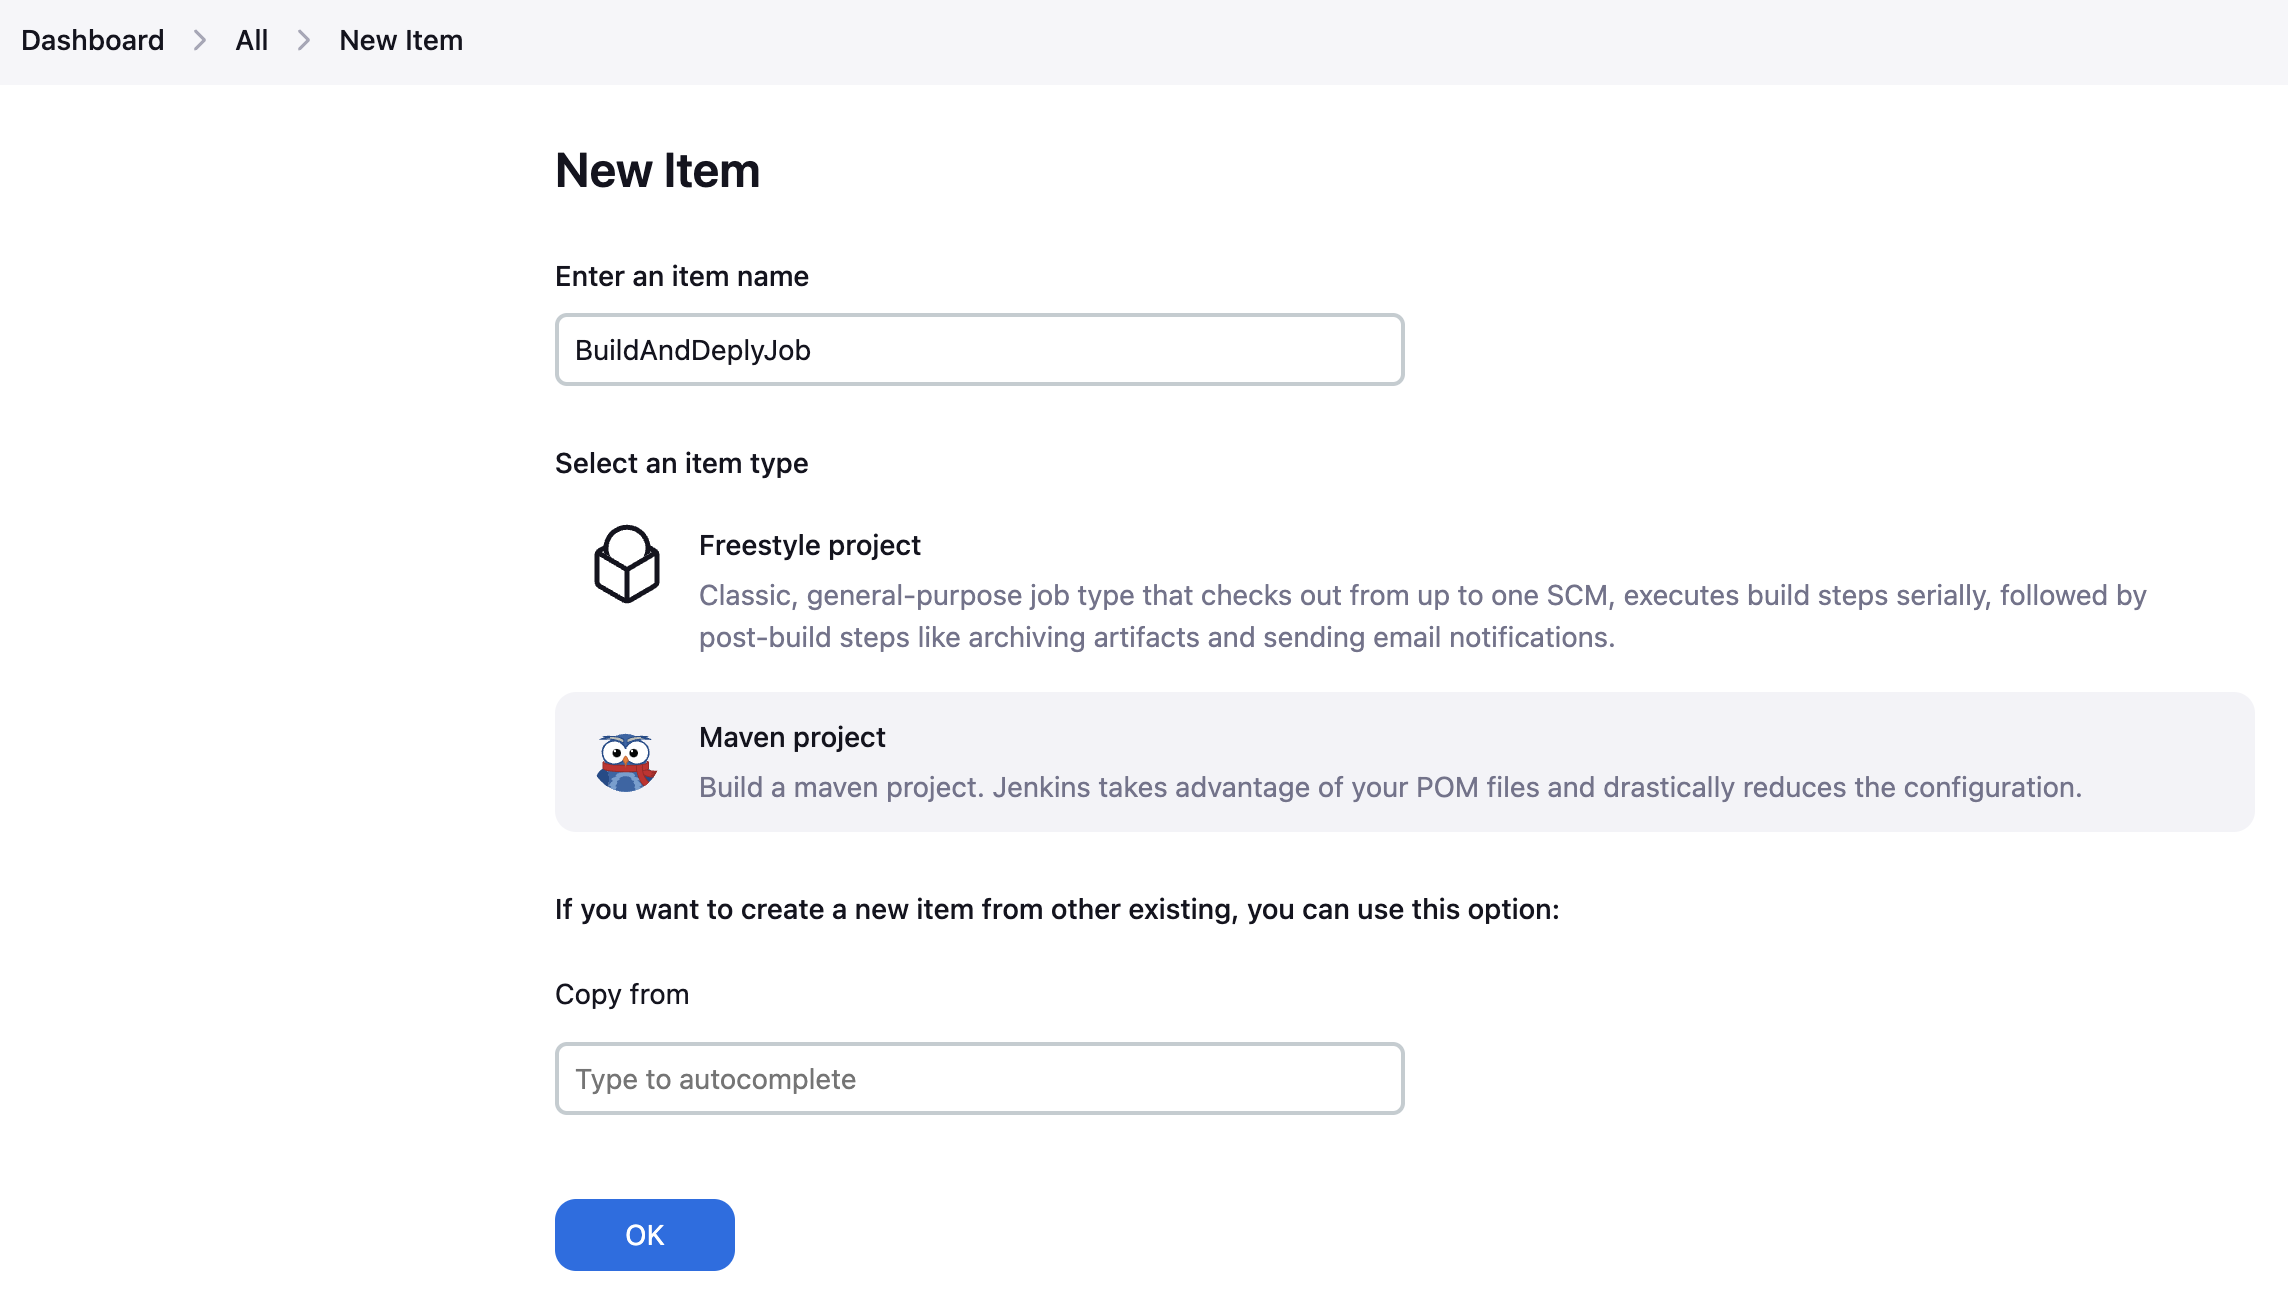 Dashboard > All > New Item
New Item
Enter an item name
BuildAndDeplyJob
Select an item type
Freestyle project
Classic, general-purpose job type that checks out from up to one SCM, executes build steps serially, followed by
post-build steps like archiving artifacts and sending email notifications.
Maven project
Build a maven project. Jenkins takes advantage of your POM files and drastically reduces the configuration.
If you want to create a new item from other existing, you can use this option:
Copy from
Type to autocomplete
OK